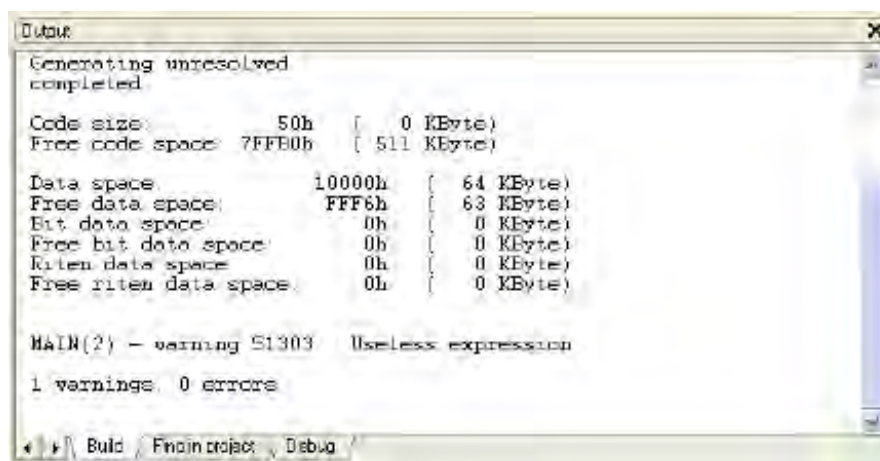 Output
Generating unresolved
completed
Code size: 50h ( 0 KByte)
Free code space: 7FFB0h ( 511 KByte)
Data space: 10000h ( 64 KByte)
Free data space: FFF6h ( 63 KByte)
Bit data space: 0h ( 0 KByte)
Free bit data space: 0h ( 0 KByte)
Riten data space: 0h ( 0 KByte)
Free riten data space: 0h ( 0 KByte)
MAIN(2) - warning S1303 Useless expression
1 warnings, 0 errors
Build Find in project Debug